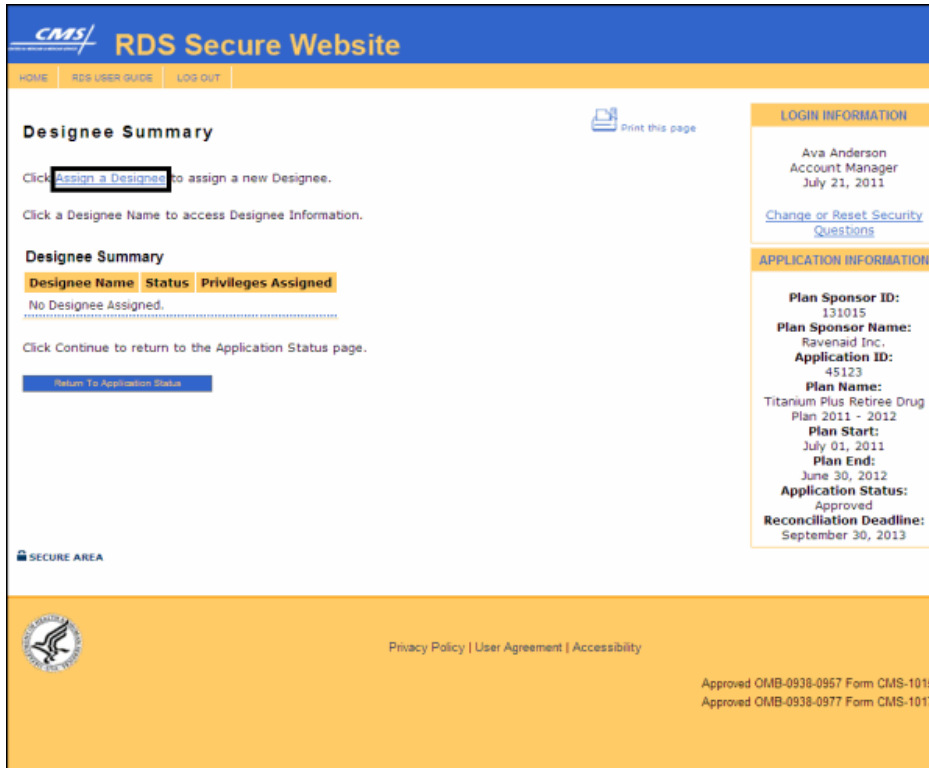 CMS/ RDS Secure Website
HOME RDS USER GUIDE LOG OUT
Designee Summary
Print this page
Click Assign a Designee to assign a new Designee.
Click a Designee Name to access Designee Information.
Designee Summary
Designee Name Status Privileges Assigned
No Designee Assigned.
Click Continue to return to the Application Status page.
Return To Application Status
LOGIN INFORMATION
Ava Anderson
Account Manager
July 21, 2011
Change or Reset Security
Questions
APPLICATION INFORMATION
Plan Sponsor ID:
131015
Plan Sponsor Name:
Ravenaid Inc.
Application ID:
45123
Plan Name:
Titanium Plus Retiree Drug
Plan 2011 - 2012
Plan Start:
July 01, 2011
Plan End:
June 30, 2012
Application Status:
Approved
Reconciliation Deadline:
September 30, 2013
SECURE AREA
Privacy Policy | User Agreement | Accessibility
Approved OMB-0938-0957 Form CMS-101
Approved OMB-0938-0977 Form CMS-101